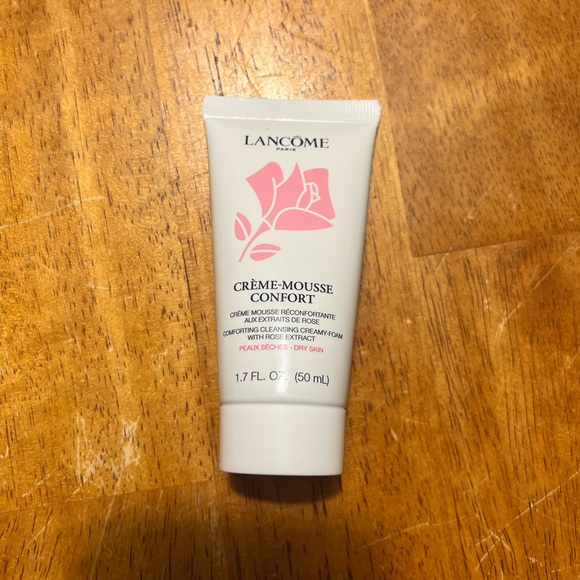 LANCÔME
PARIS
CRÈME-MOUSSE
CONFORT
CRÈME MOUSSE RÉCONFORTANTE
AUX EXTRAITS DE ROSE
COMFORTING CLEANSING CREAMY-FOAM
WITH ROSE EXTRACT
PEAUX SÈCHES - DRY SKIN
1.7 FL. OZ. (50 mL)